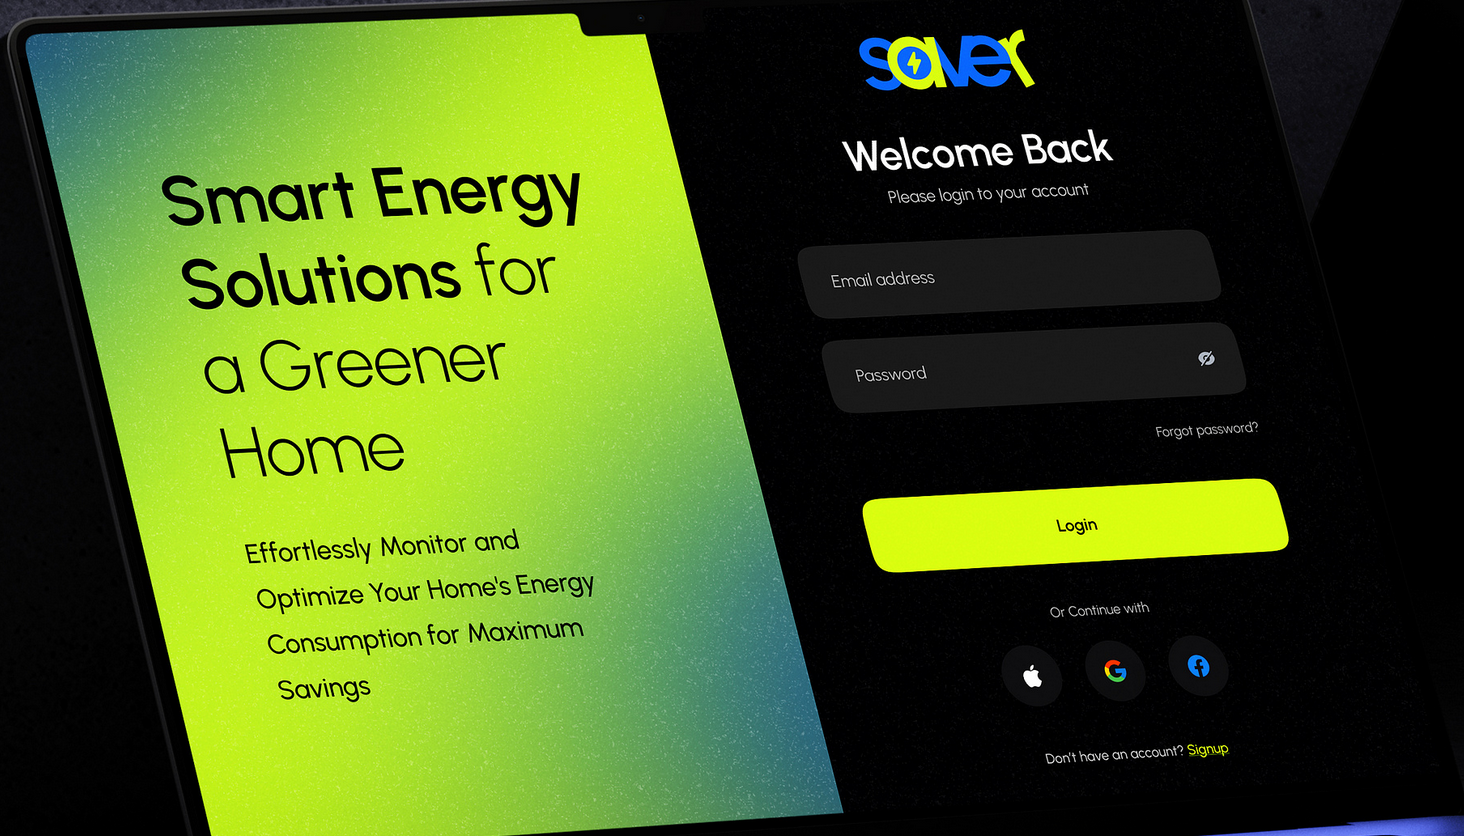 Smart Energy
Solutions for
a Greener
Home
Effortlessly Monitor and
Optimize Your Home's Energy
Consumption for Maximum
Savings
saver
Welcome Back
Please login to your account
Email address
Password
Forgot password?
Login
Or Continue with
Don't have an account? Signup